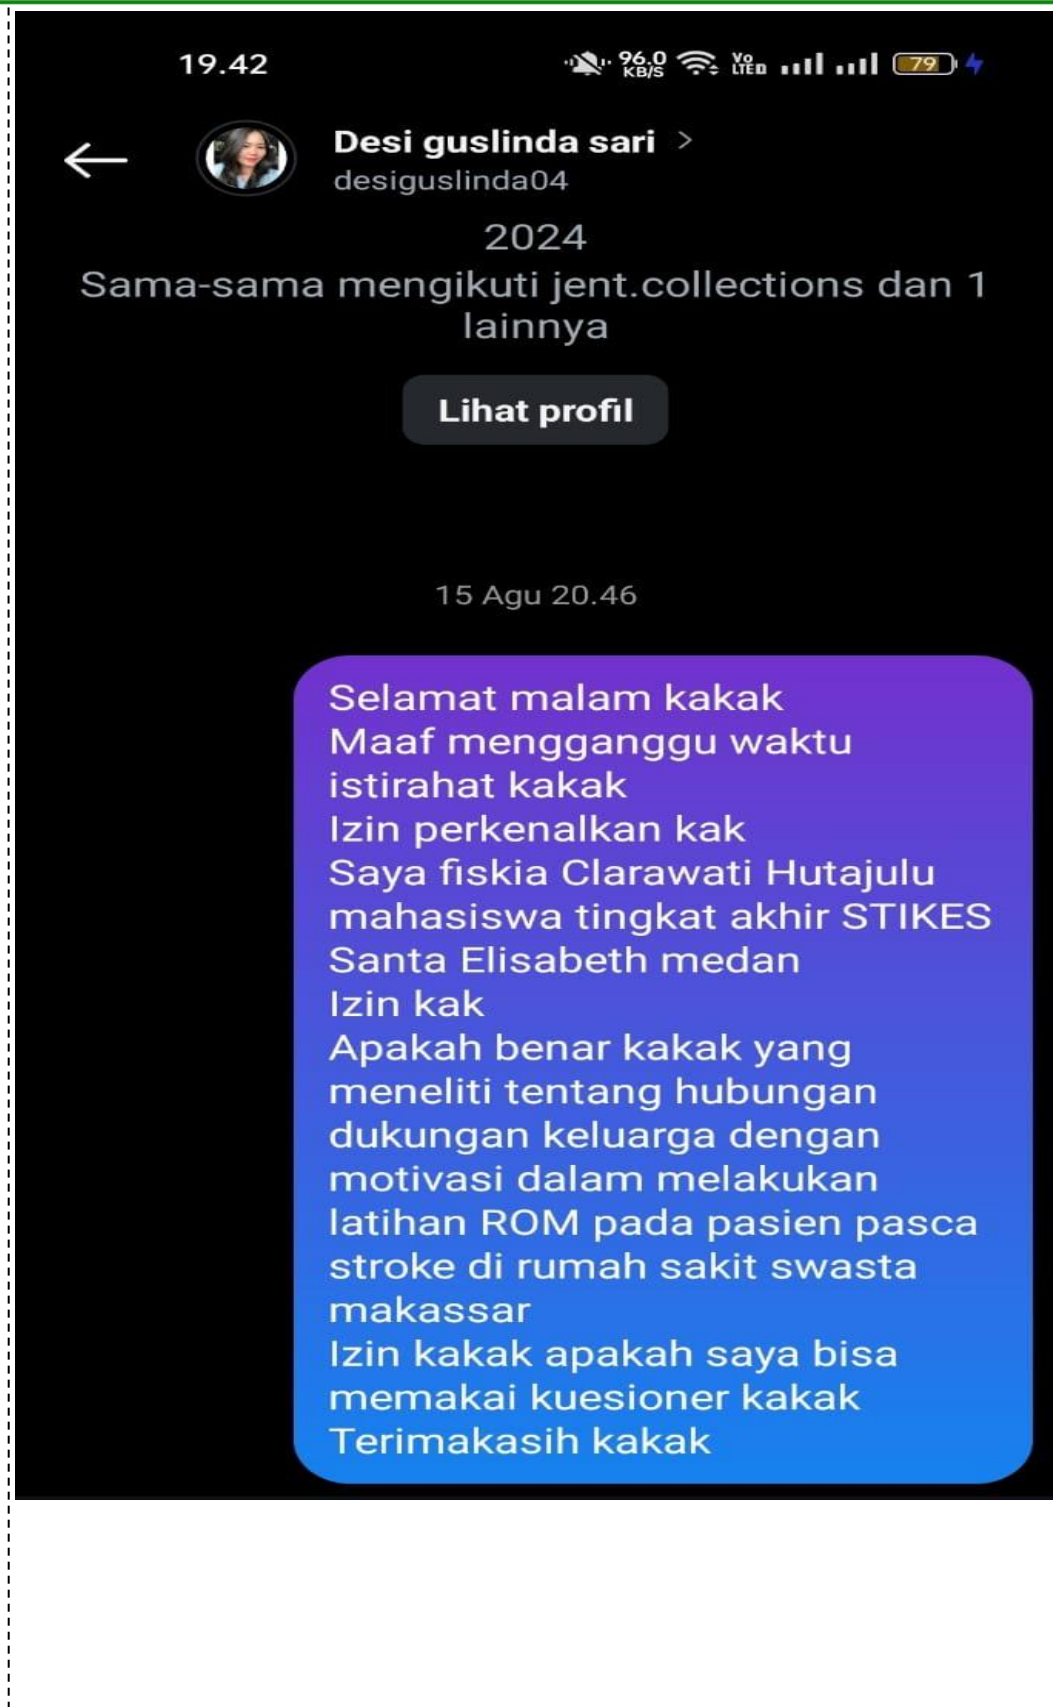 19.42
96.0
KB/S
Vo
LTED
79
Desi guslinda sari >
desiguslinda04
2024
Sama-sama mengikuti jent.collections dan 1
lainnya
Lihat profil
15 Agu 20.46
Selamat malam kakak
Maaf mengganggu waktu
istirahat kakak
Izin perkenalkan kak
Saya fiskia Clarawati Hutajulu
mahasiswa tingkat akhir STIKES
Santa Elisabeth medan
Izin kak
Apakah benar kakak yang
meneliti tentang hubungan
dukungan keluarga dengan
motivasi dalam melakukan
latihan ROM pada pasien pasca
stroke di rumah sakit swasta
makassar
Izin kakak apakah saya bisa
memakai kuesioner kakak
Terimakasih kakak